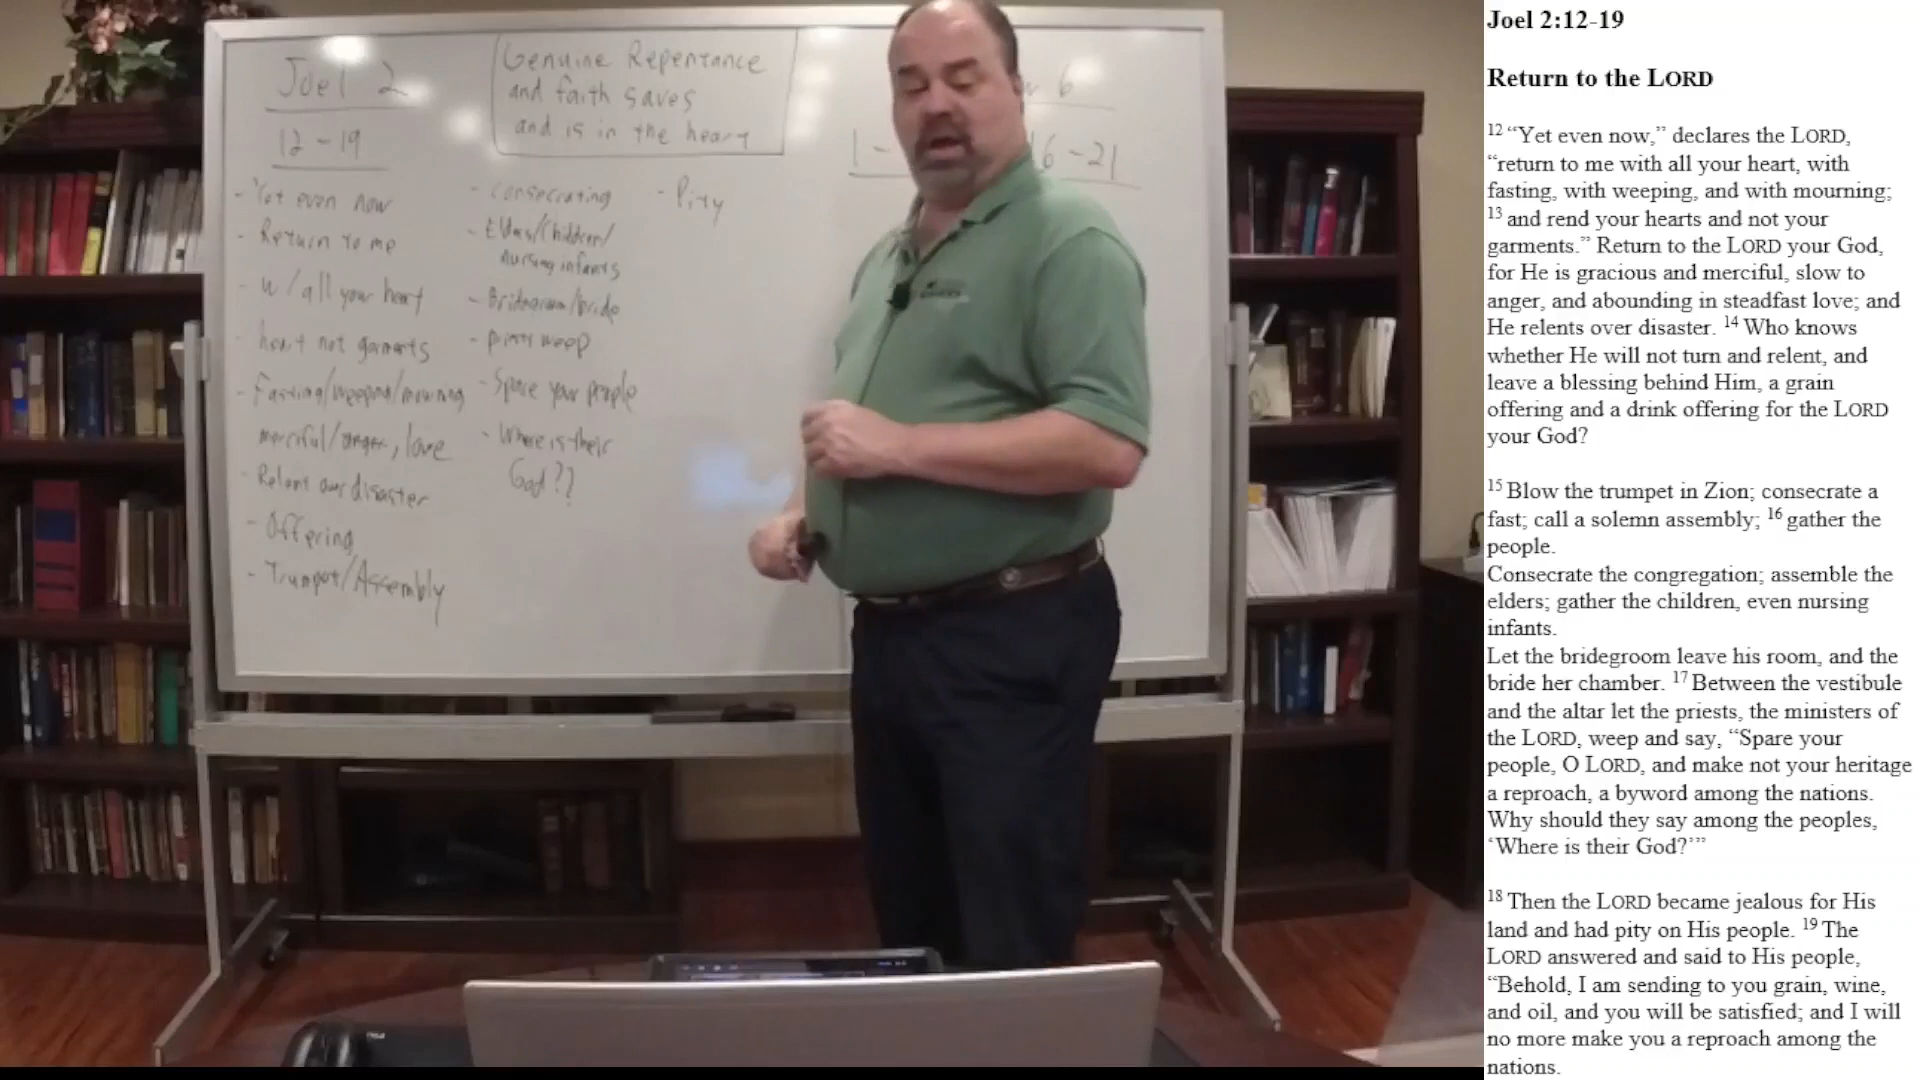 Joel 2
12 - 19
- Yet even now
- Return to me
- w/all your heart
- heart not garments
- Fasting/weeping/mourning
merciful/anger, love
- Relent over disaster
- Offering
- Trumpet/Assembly
Genuine Repentance
and faith saves
and is in the heart
- consecrating
- Elders/Children/
nursing infants
- Bridegroom/bride
- priests weep
- Spare your people
- Where is their
God??
- Pity
6
1 -
16 - 21
Joel 2:12-19
Return to the LORD
12 “Yet even now,” declares the LORD,
“return to me with all your heart, with
fasting, with weeping, and with mourning;
13 and rend your hearts and not your
garments.” Return to the LORD your God,
for He is gracious and merciful, slow to
anger, and abounding in steadfast love; and
He relents over disaster. 14 Who knows
whether He will not turn and relent, and
leave a blessing behind Him, a grain
offering and a drink offering for the LORD
your God?
15 Blow the trumpet in Zion; consecrate a
fast; call a solemn assembly; 16 gather the
people.
Consecrate the congregation; assemble the
elders; gather the children, even nursing
infants.
Let the bridegroom leave his room, and the
bride her chamber. 17 Between the vestibule
and the altar let the priests, the ministers of
the LORD, weep and say, “Spare your
people, O LORD, and make not your heritage
a reproach, a byword among the nations.
Why should they say among the peoples,
‘Where is their God?’”
18 Then the LORD became jealous for His
land and had pity on His people. 19 The
LORD answered and said to His people,
“Behold, I am sending to you grain, wine,
and oil, and you will be satisfied; and I will
no more make you a reproach among the
nations.